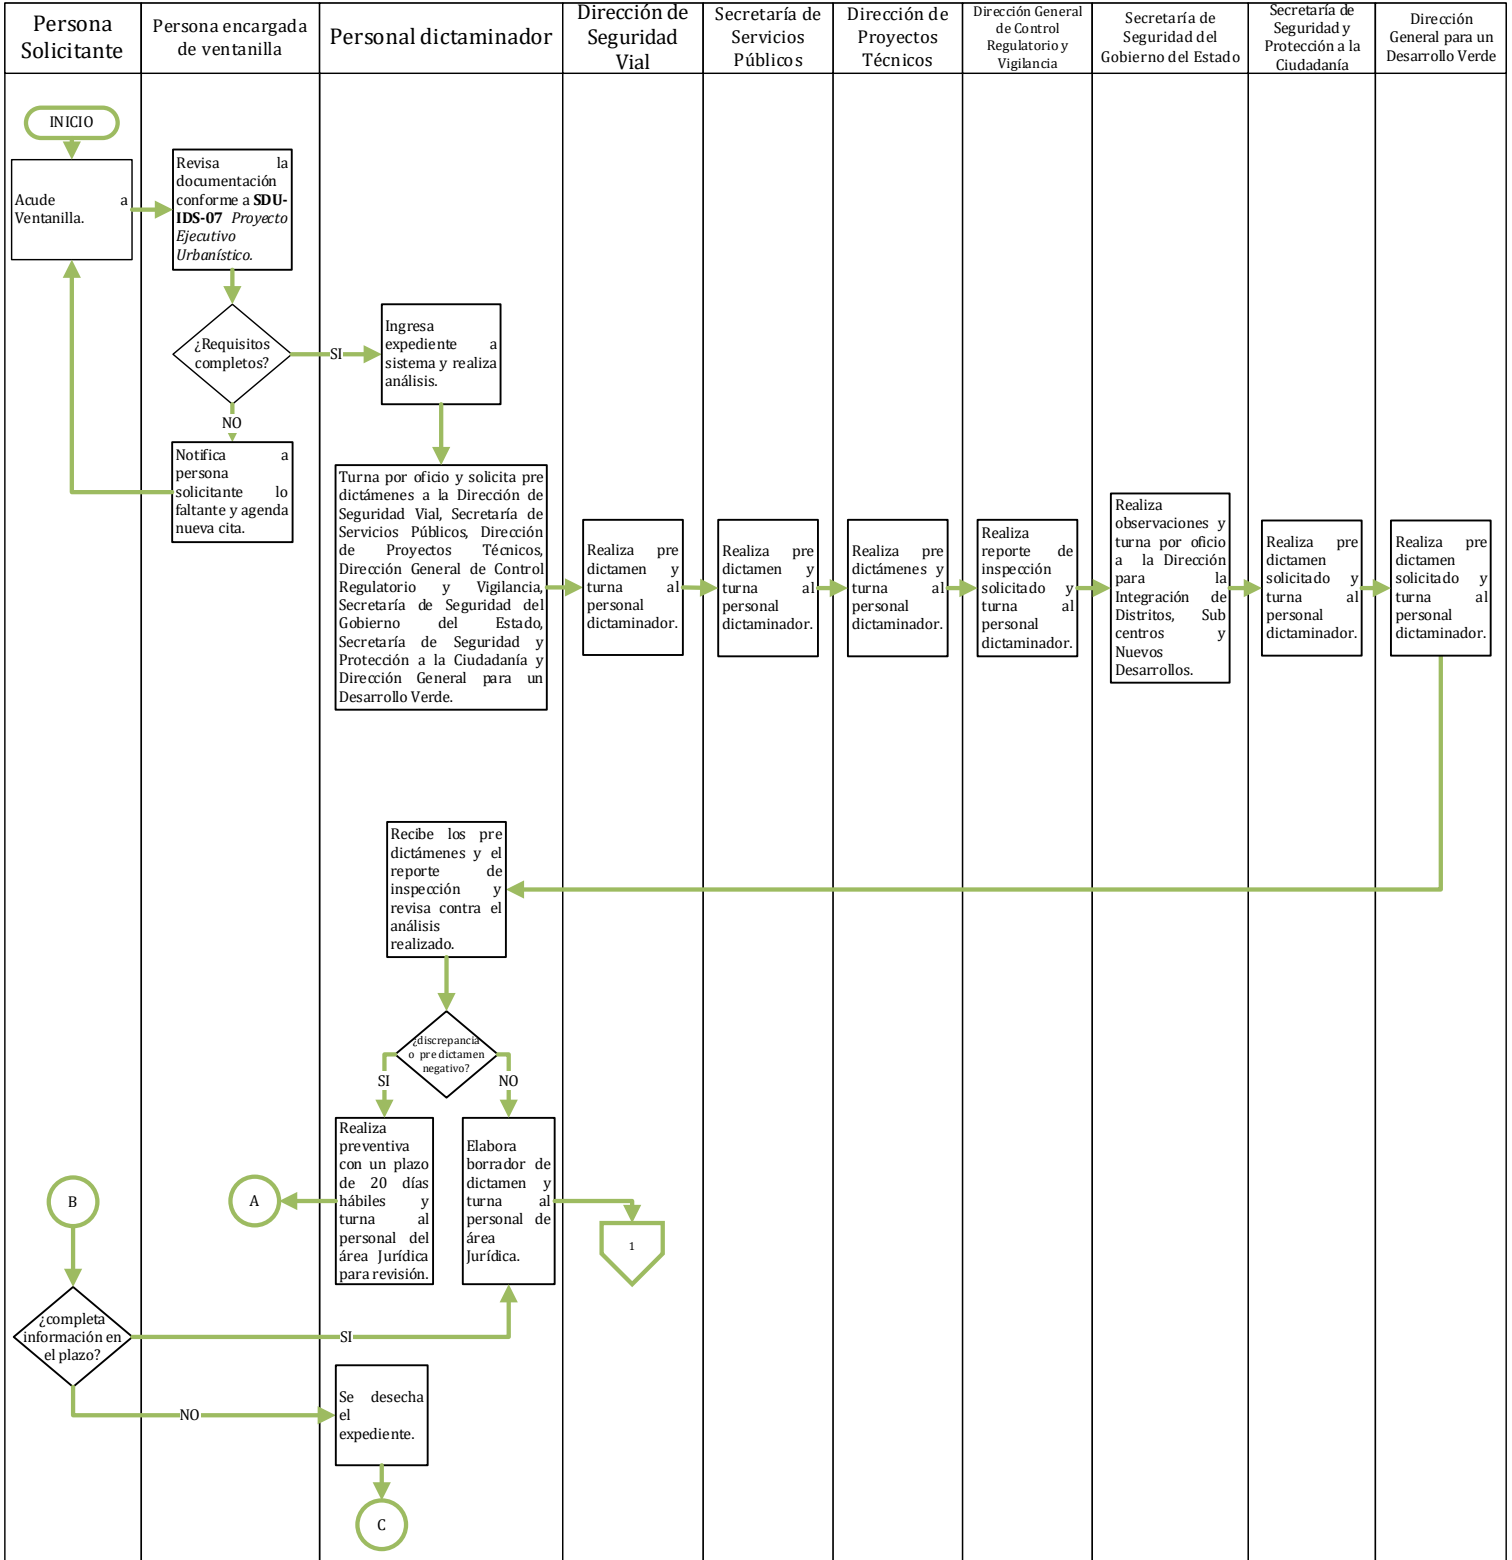 Persona
Solicitante
Persona encargada
de ventanilla
Personal dictaminador
Dirección de
Seguridad
Vial
Secretaría de
Servicios
Públicos
Dirección de
Proyectos
Técnicos
Dirección General
de Control
Regulatorio y
Vigilancia
Secretaría de
Seguridad del
Gobierno del Estado
Secretaría de
Seguridad y
Protección a la
Ciudadanía
Dirección
General para un
Desarrollo Verde
INICIO
Acude a
Ventanilla.
Revisa la
documentación
conforme a SDU-
IDS-07 Proyecto
Ejecutivo
Urbanístico.
¿Requisitos
completos?
SI
Ingresa
expediente a
sistema y realiza
análisis.
NO
Notifica a
persona
solicitante lo
faltante y agenda
nueva cita.
Turna por oficio y solicita pre
dictámenes a la Dirección de
Seguridad Vial, Secretaría de
Servicios Públicos, Dirección
de Proyectos Técnicos,
Dirección General de Control
Regulatorio y Vigilancia,
Secretaría de Seguridad del
Gobierno del Estado,
Secretaría de Seguridad y
Protección a la Ciudadanía y
Dirección General para un
Desarrollo Verde.
Realiza pre
dictamen y
turna al
personal
dictaminador.
Realiza pre
dictamen y
turna al
personal
dictaminador.
Realiza pre
dictámenes y
turna al
personal
dictaminador.
Realiza
reporte de
inspección
solicitado y
turna al
personal
dictaminador.
Realiza
observaciones y
turna por oficio
a la Dirección
para la
Integración de
Distritos, Sub
centros y
Nuevos
Desarrollos.
Realiza pre
dictamen
solicitado y
turna al
personal
dictaminador.
Realiza pre
dictamen
solicitado y
turna al
personal
dictaminador.
Recibe los pre
dictámenes y el
reporte de
inspección y
revisa contra el
análisis
realizado.
¿discrepancia
o pre dictamen
negativo?
SI
NO
Realiza
preventiva
con un plazo
de 20 días
hábiles y
turna al
personal del
área Jurídica
para revisión.
Elabora
borrador de
dictamen y
turna al
personal de
área
Jurídica.
B
A
1
¿completa
información en
el plazo?
SI
NO
Se desecha
el
expediente.
C